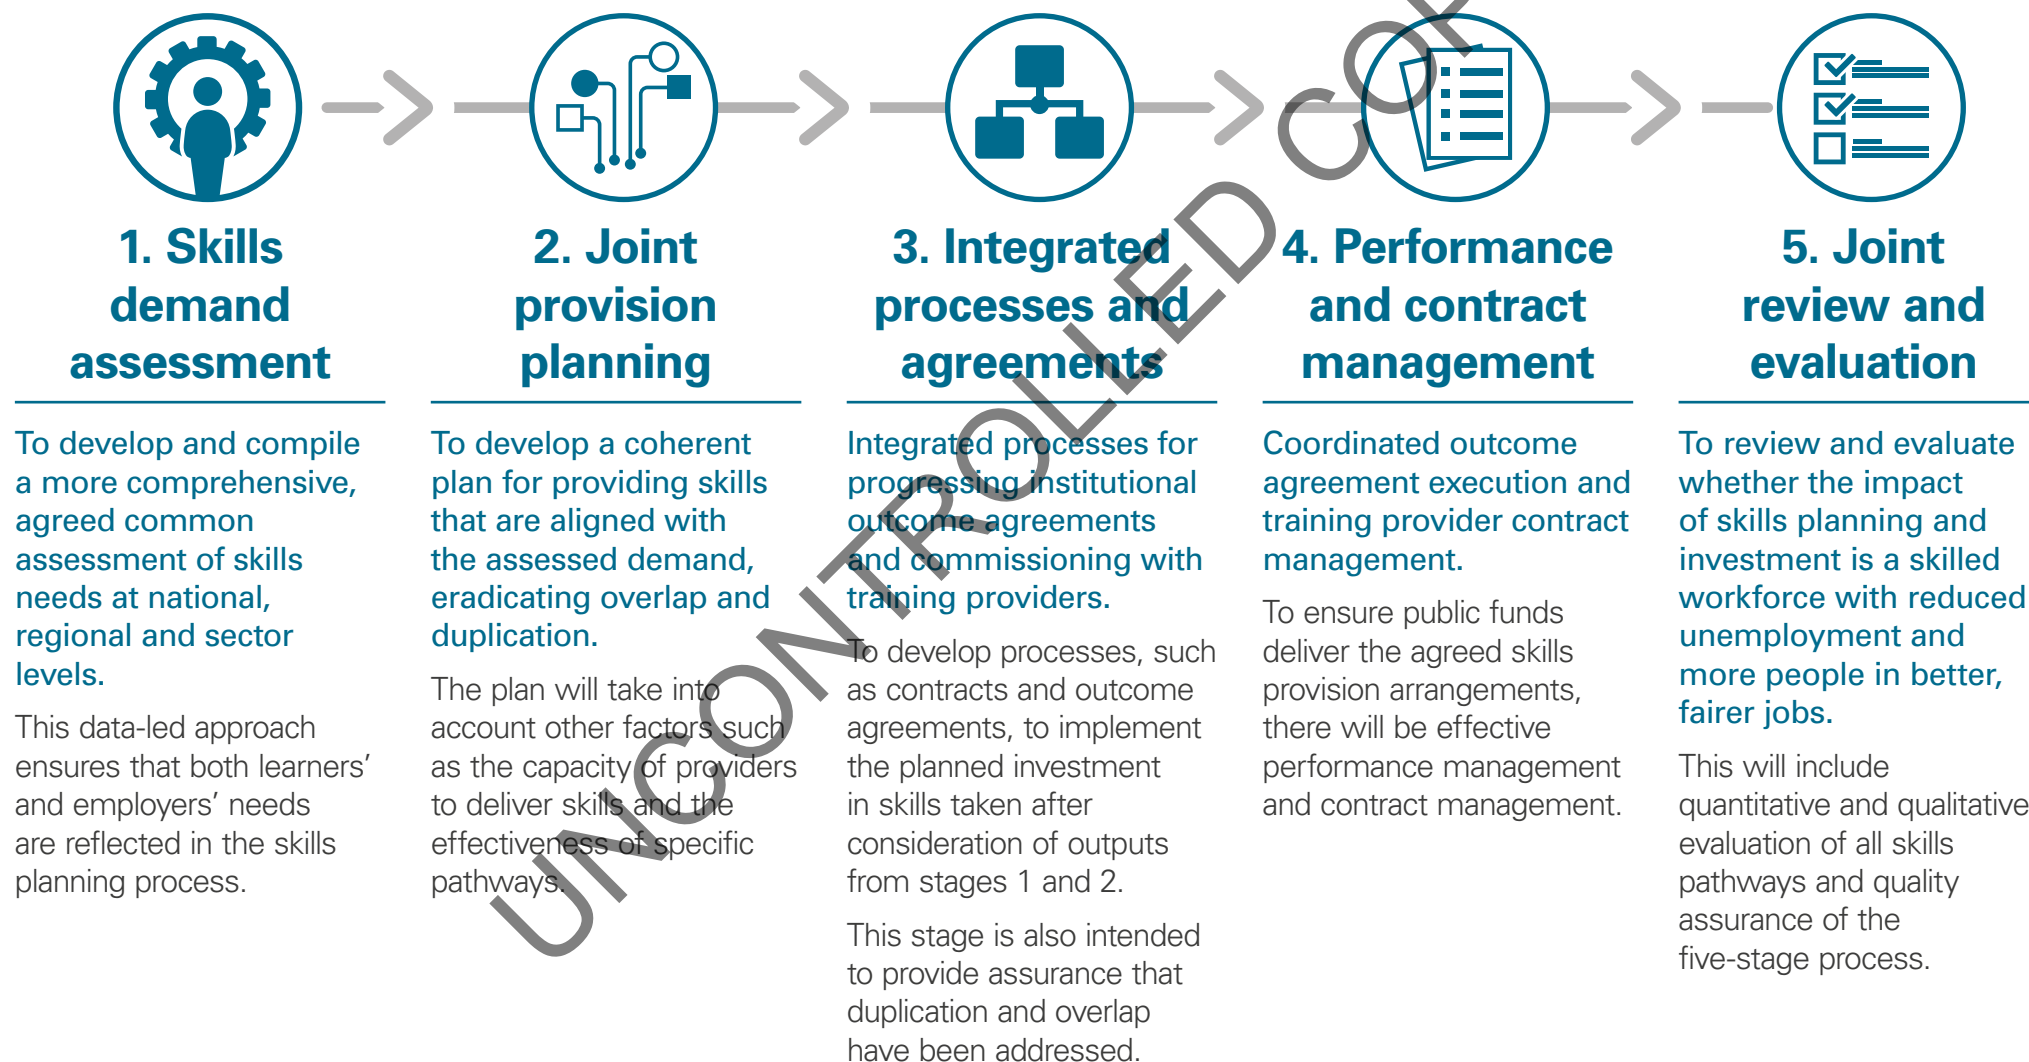 1. Skills
demand
assessment
To develop and compile
a more comprehensive,
agreed common
assessment of skills
needs at national,
regional and sector
levels.
This data-led approach
ensures that both learners’
and employers’ needs
are reflected in the skills
planning process.
2. Joint
provision
planning
To develop a coherent
plan for providing skills
that are aligned with
the assessed demand,
eradicating overlap and
duplication.
The plan will take into
account other factors such
as the capacity of providers
to deliver skills and the
effectiveness of specific
pathways.
3. Integrated
processes and
agreements
Integrated processes for
progressing institutional
outcome agreements
and commissioning with
training providers.
To develop processes, such
as contracts and outcome
agreements, to implement
the planned investment
in skills taken after
consideration of outputs
from stages 1 and 2.
This stage is also intended
to provide assurance that
duplication and overlap
have been addressed.
4. Performance
and contract
management
Coordinated outcome
agreement execution and
training provider contract
management.
To ensure public funds
deliver the agreed skills
provision arrangements,
there will be effective
performance management
and contract management.
5. Joint
review and
evaluation
To review and evaluate
whether the impact
of skills planning and
investment is a skilled
workforce with reduced
unemployment and
more people in better,
fairer jobs.
This will include
quantitative and qualitative
evaluation of all skills
pathways and quality
assurance of the
five-stage process.
UNCONTROLLED